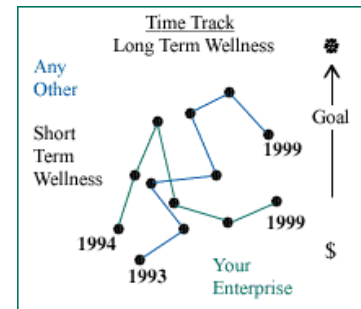 Time Track
Long Term Wellness
Any
Other
Goal
Short
Term
Wellness
1999
1999
1994
1993
$
Your
Enterprise